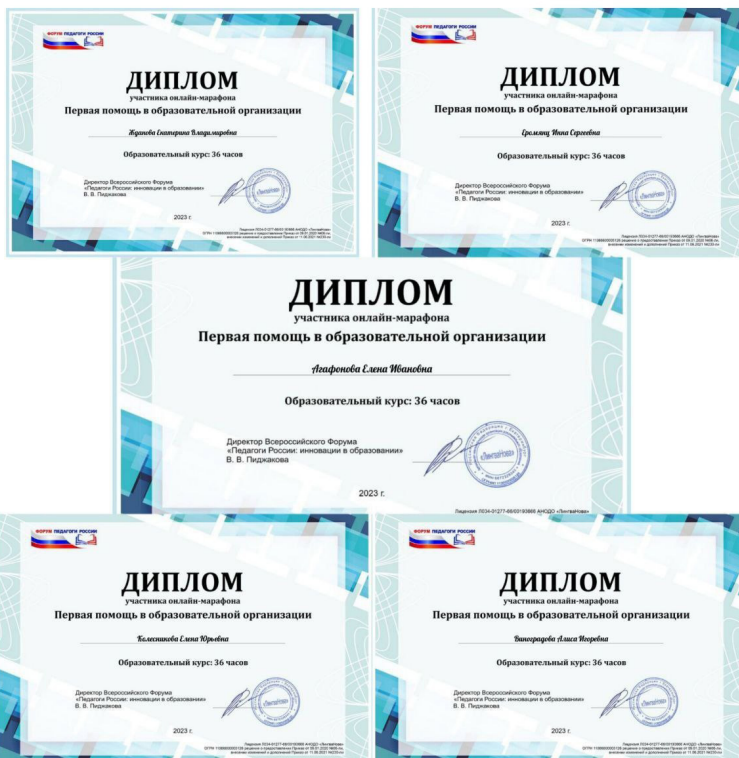 ФОРУМ ПЕДАГОГИ РОССИИ
ДИПЛОМ
участника онлайн-марафона
Первая помощь в образовательной организации
Жданова Екатерина Владимировна
Образовательный курс: 36 часов
Директор Всероссийского Форума
«Педагоги России: инновации в образовании»
В. В. Пиджакова
«ЛингваНова»
2023 г.
ФОРУМ ПЕДАГОГИ РОССИИ
ДИПЛОМ
участника онлайн-марафона
Первая помощь в образовательной организации
Еромянц Инна Сергеевна
Образовательный курс: 36 часов
Директор Всероссийского Форума
«Педагоги России: инновации в образовании»
В. В. Пиджакова
«ЛингваНова»
2023 г.
ДИПЛОМ
участника онлайн-марафона
Первая помощь в образовательной организации
Агафонова Елена Ивановна
Образовательный курс: 36 часов
Директор Всероссийского Форума
«Педагоги России: инновации в образовании»
В. В. Пиджакова
«ЛингваНова»
2023 г.
Лицензия АНОДО «ЛингваНова»
ФОРУМ ПЕДАГОГИ РОССИИ
ДИПЛОМ
участника онлайн-марафона
Первая помощь в образовательной организации
Колесникова Елена Юрьевна
Образовательный курс: 36 часов
Директор Всероссийского Форума
«Педагоги России: инновации в образовании»
В. В. Пиджакова
«ЛингваНова»
2023 г.
ФОРУМ ПЕДАГОГИ РОССИИ
ДИПЛОМ
участника онлайн-марафона
Первая помощь в образовательной организации
Виноградова Алиса Игоревна
Образовательный курс: 36 часов
Директор Всероссийского Форума
«Педагоги России: инновации в образовании»
В. В. Пиджакова
«ЛингваНова»
2023 г.